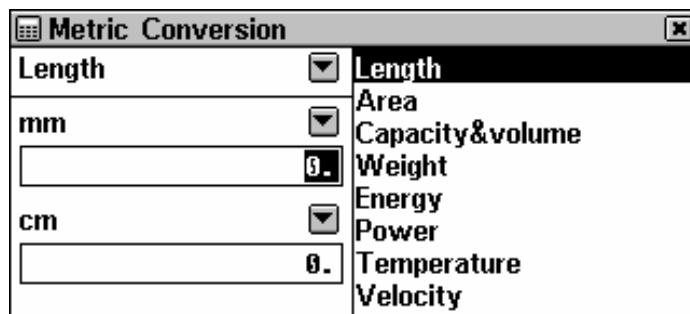 Metric Conversion
Length
mm
0.
cm
0.
Length
Area
Capacity&volume
Weight
Energy
Power
Temperature
Velocity